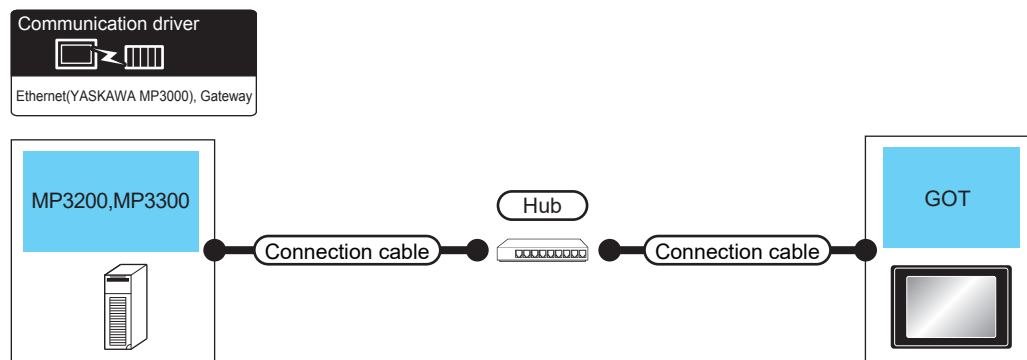 Communication driver
Ethernet(YASKAWA MP3000), Gateway
MP3200,MP3300
Connection cable
Hub
Connection cable
GOT